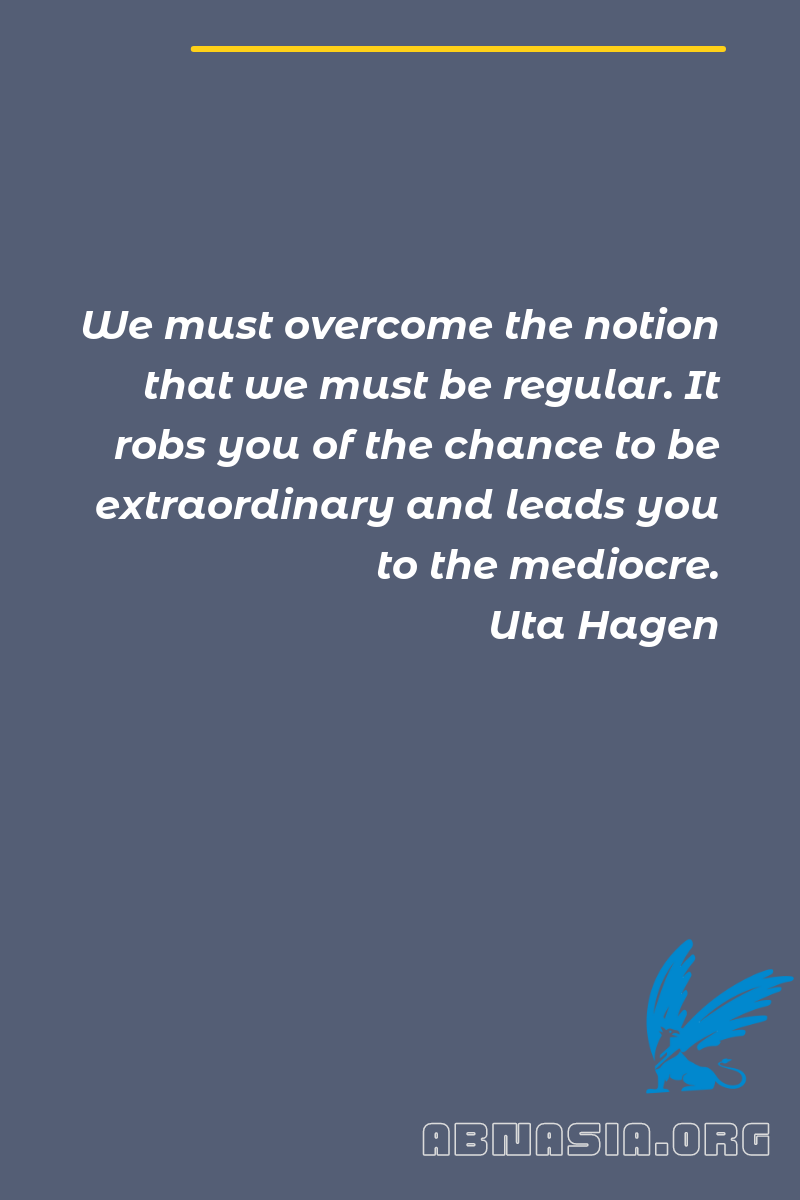 We must overcome the notion
that we must be regular. It
robs you of the chance to be
extraordinary and leads you
to the mediocre.
Uta Hagen
ABNASIA.ORG